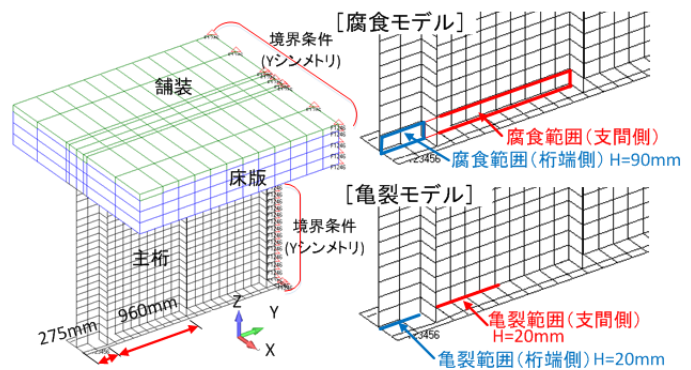 境界条件
(Yシンメトリ)
舗装
床版
主桁
境界条件
(Yシンメトリ)
960mm
275mm
Z
Y
X
[腐食モデル]
腐食範囲(支間側)
腐食範囲(桁端側) H=90mm
123456
[亀裂モデル]
亀裂範囲(支間側)
H=20mm
123456
亀裂範囲(桁端側) H=20mm